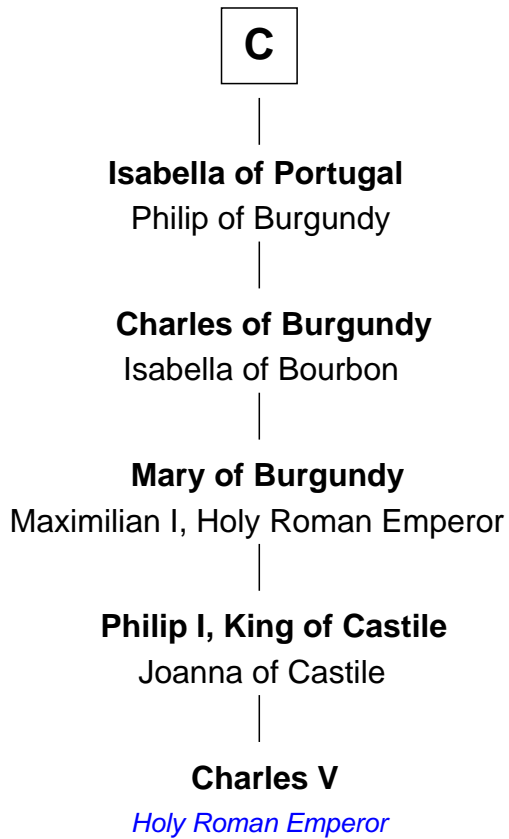 C
Isabella of Portugal
Philip of Burgundy
Charles of Burgundy
Isabella of Bourbon
Mary of Burgundy
Maximilian I, Holy Roman Emperor
Philip I, King of Castile
Joanna of Castile
Charles V
Holy Roman Emperor